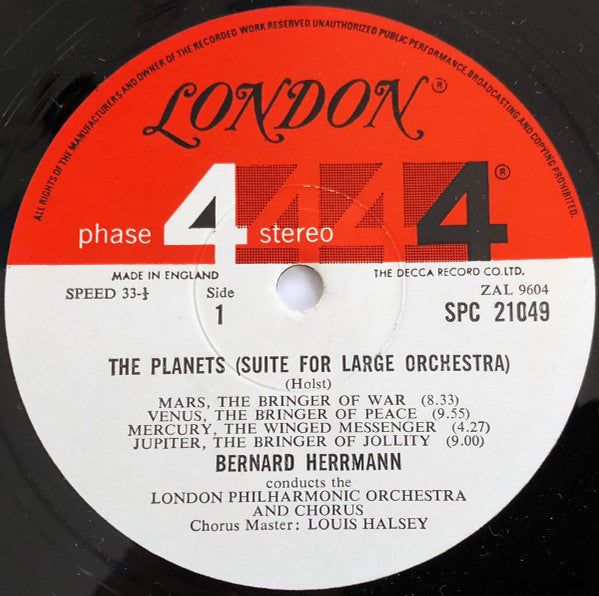 ALL RIGHTS OF THE MANUFACTURERS AND OWNER OF THE RECORDED WORK RESERVED UNAUTHORIZED PUBLIC PERFORMANCE, BROADCASTING AND COPYING PROHIBITED.
LONDON®
phase 4 stereo 4 4 4®
MADE IN ENGLAND THE DECCA RECORD CO.LTD.
SPEED 33-⅓ Side ZAL 9604
1 SPC 21049
THE PLANETS (SUITE FOR LARGE ORCHESTRA)
(Holst)
MARS, THE BRINGER OF WAR (8.33)
VENUS, THE BRINGER OF PEACE (9.55)
MERCURY, THE WINGED MESSENGER (4.27)
JUPITER, THE BRINGER OF JOLLITY (9.00)
BERNARD HERRMANN
conducts the
LONDON PHILHARMONIC ORCHESTRA
AND CHORUS
Chorus Master: LOUIS HALSEY